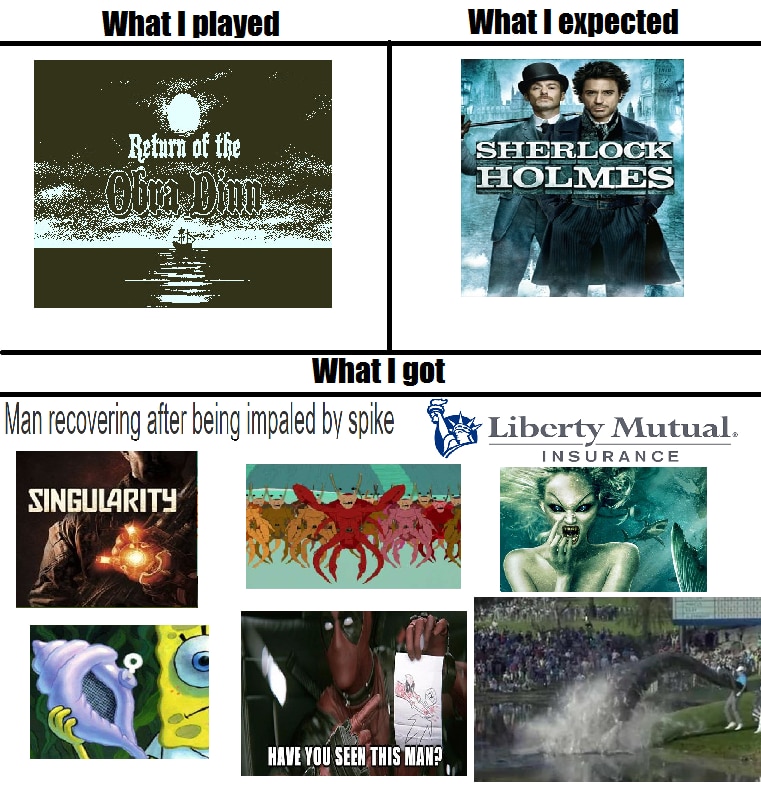 What I played
What I expected
Return of the
Obra Dinn
SHERLOCK
HOLMES
What I got
Man recovering after being impaled by spike
Liberty Mutual®
INSURANCE
SINGULARITY
HAVE YOU SEEN THIS MAN?